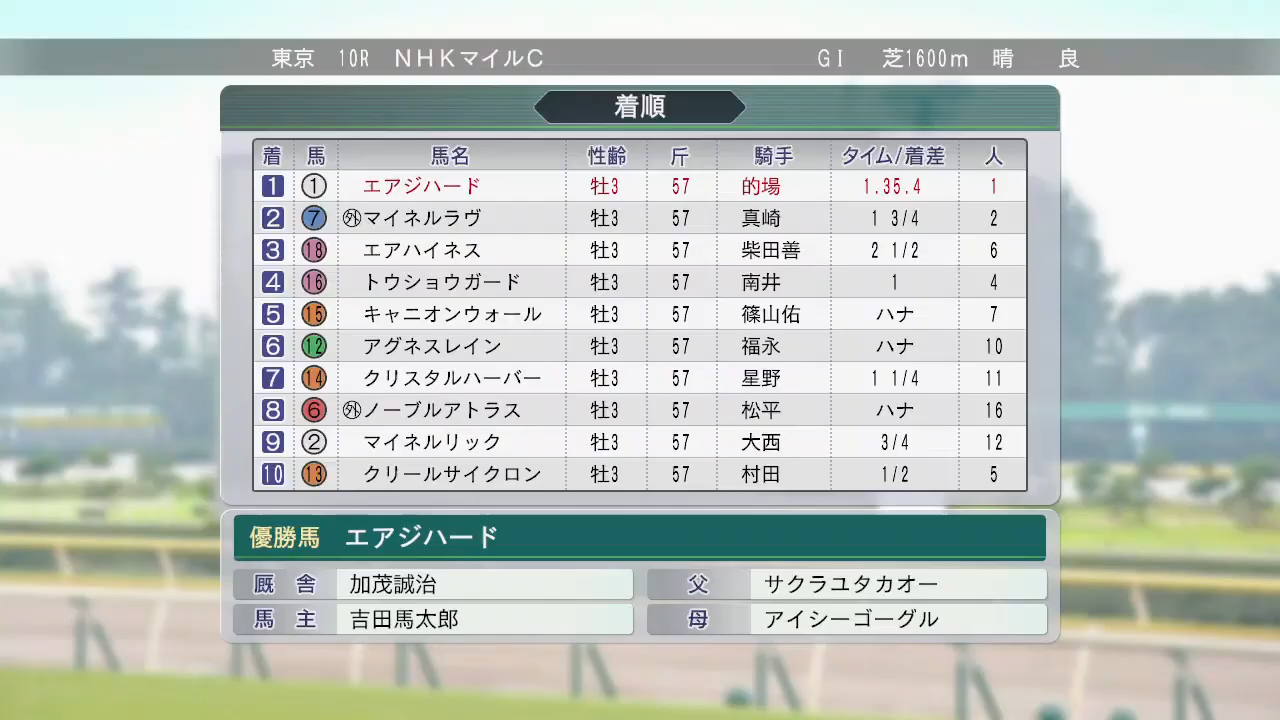 東京 10R NHKマイルC GI 芝1600m 晴 良
着順
着 馬 馬名 性齢 斤 騎手 タイム/着差 人
1 1 エアジハード 牡3 57 的場 1.35.4 1
2 7 外 マイネルラヴ 牡3 57 真崎 1 3/4 2
3 18 エアハイネス 牡3 57 柴田善 2 1/2 6
4 16 トウショウガード 牡3 57 南井 1 4
5 15 キャニオンウォール 牡3 57 篠山佑 ハナ 7
6 12 アグネスレイン 牡3 57 福永 ハナ 10
7 14 クリスタルハーバー 牡3 57 星野 1 1/4 11
8 6 外 ノーブルアトラス 牡3 57 松平 ハナ 16
9 2 マイネルリック 牡3 57 大西 3/4 12
10 13 クリールサイクロン 牡3 57 村田 1/2 5
優勝馬 エアジハード
厩舎 加茂誠治 父 サクラユタカオー
馬主 吉田馬太郎 母 アイシーゴーグル